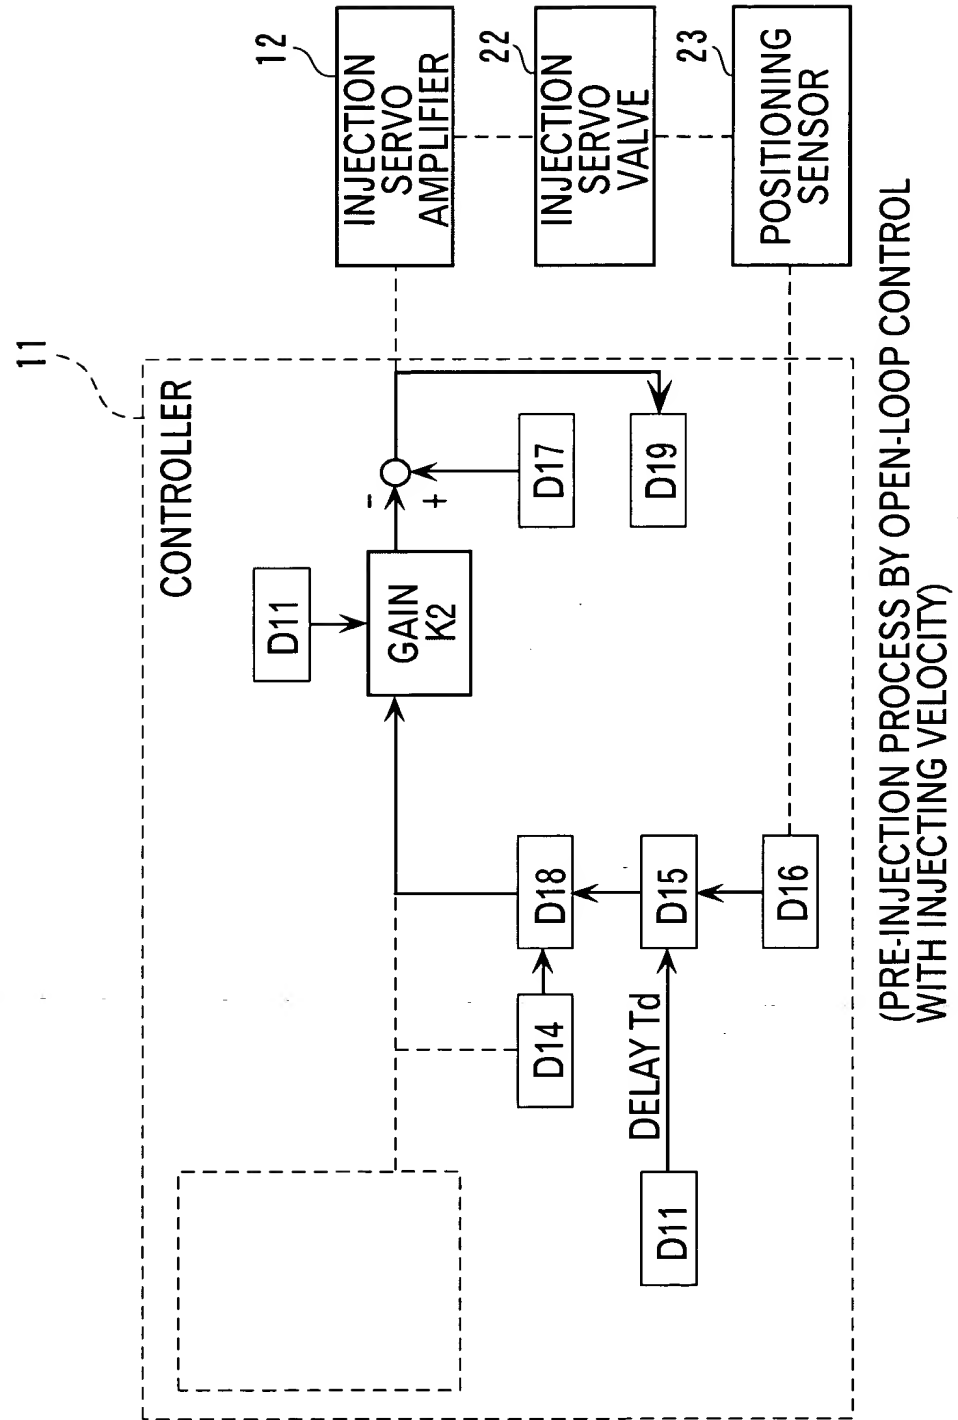 11
CONTROLLER
12
INJECTION
SERVO
AMPLIFIER
22
INJECTION
SERVO
VALVE
23
POSITIONING
SENSOR
D11
GAIN
K2
-
+
D17
D19
D14
D18
D11
DELAY Td
D15
D16
(PRE-INJECTION PROCESS BY OPEN-LOOP CONTROL
WITH INJECTING VELOCITY)